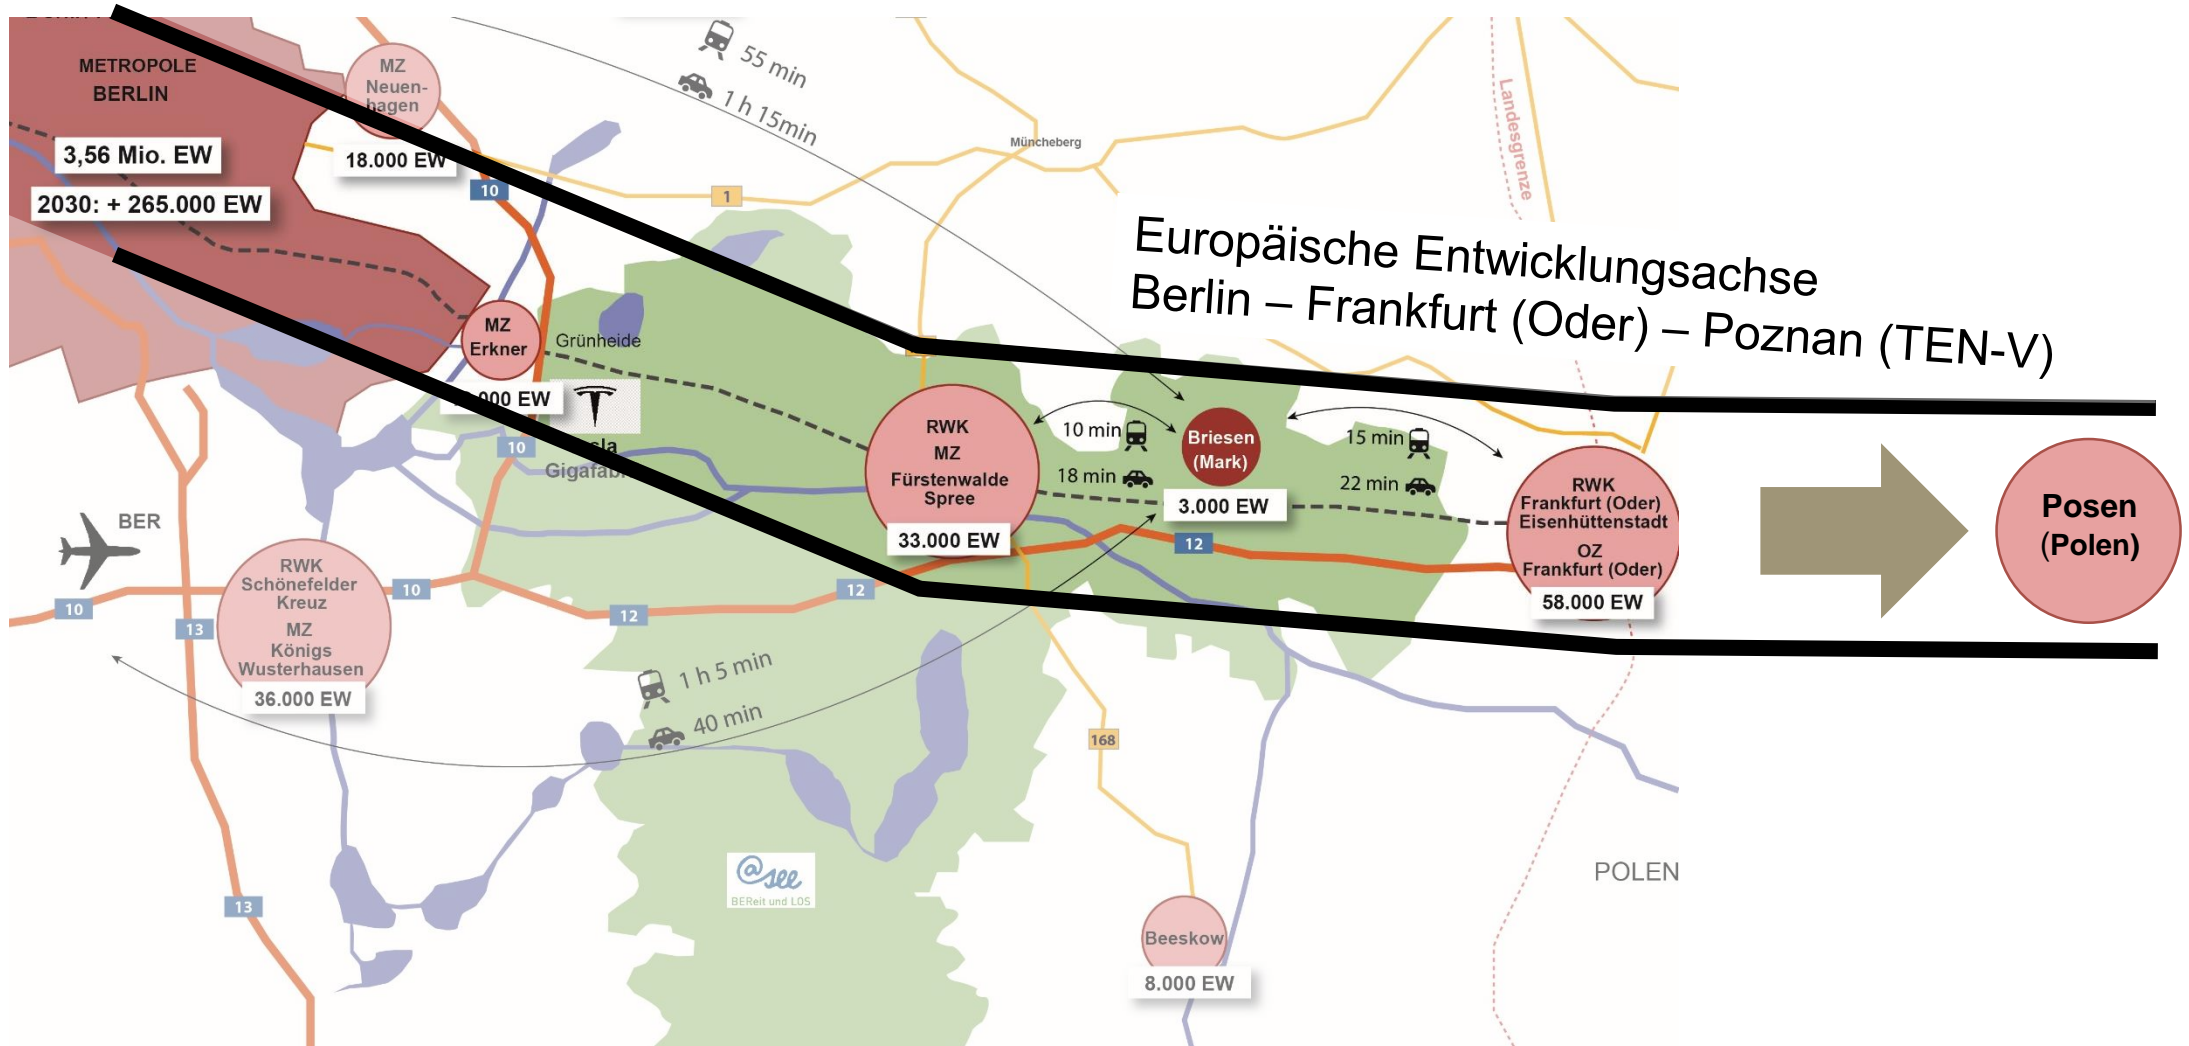 METROPOLE
BERLIN
3,56 Mio. EW
2030: + 265.000 EW
MZ
Neuen-
hagen
18.000 EW
10
55 min
1 h 15min
Müncheberg
1
Landesgrenze
Europäische Entwicklungsachse
Berlin – Frankfurt (Oder) – Poznan (TEN-V)
MZ
Erkner
Grünheide
000 EW
10
RWK
MZ
Fürstenwalde
Spree
33.000 EW
10 min
18 min
Briesen
(Mark)
3.000 EW
15 min
22 min
12
RWK
Frankfurt (Oder)
Eisenhüttenstadt
OZ
Frankfurt (Oder)
58.000 EW
Posen
(Polen)
BER
RWK
Schönefelder
Kreuz
MZ
Königs
Wusterhausen
36.000 EW
10
13
10
12
12
1 h 5 min
40 min
168
13
@see
BEReit und LOS
Beeskow
8.000 EW
POLEN